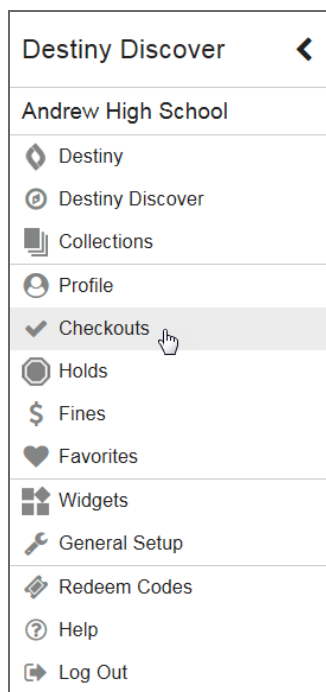 Destiny Discover
Andrew High School
Destiny
Destiny Discover
Collections
Profile
Checkouts
Holds
Fines
Favorites
Widgets
General Setup
Redeem Codes
Help
Log Out